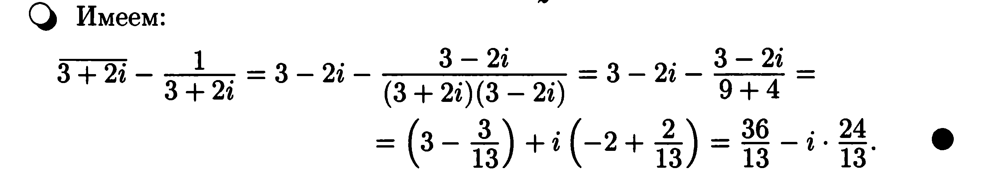 Имеем:
$\overline{3 + 2i} - \frac{1}{3 + 2i} = 3 - 2i - \frac{3 - 2i}{(3 + 2i)(3 - 2i)} = 3 - 2i - \frac{3 - 2i}{9 + 4} =$
$= \left(3 - \frac{3}{13}\right) + i \left(-2 + \frac{2}{13}\right) = \frac{36}{13} - i \cdot \frac{24}{13}.$